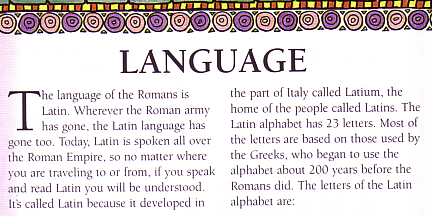 LANGUAGE
The language of the Romans is
Latin. Wherever the Roman army
has gone, the Latin language has
gone too. Today, Latin is spoken all over
the Roman Empire, so no matter where
you are traveling to or from, if you speak
and read Latin you will be understood.
It's called Latin because it developed in
the part of Italy called Latium, the
home of the people called Latins. The
Latin alphabet has 23 letters. Most of
the letters are based on those used by
the Greeks, who began to use the
alphabet about 200 years before the
Romans did. The letters of the Latin
alphabet are: